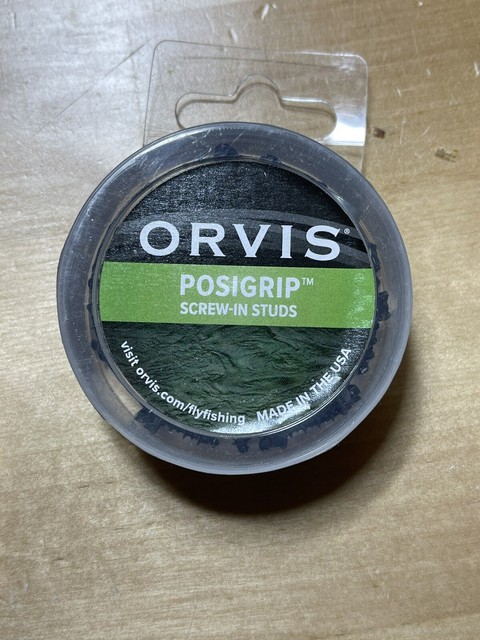 ORVIS®
POSIGRIP™
SCREW-IN STUDS
visit orvis.com/flyfishing
MADE IN THE USA